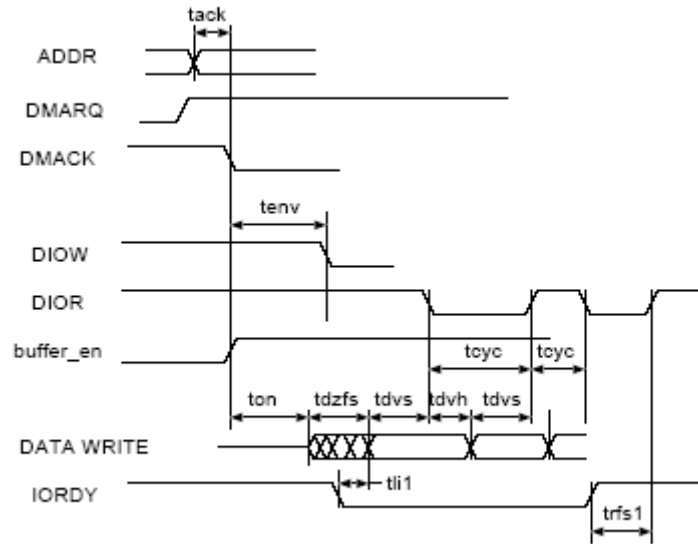 tack
ADDR
DMARQ
DMACK
tenv
DIOW
DIOR
buffer_en
tcyc tcyc
ton tdzfs tdvs tdvh tdvs
DATA WRITE
tli1
IORDY
trfs1